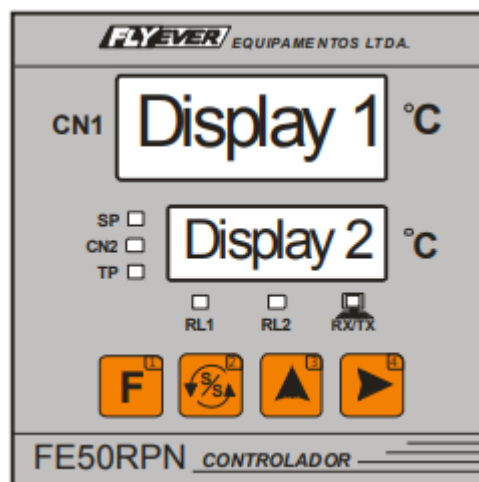 FLYEVER EQUIPAMENTOS LTDA.
CN1 Display 1 °C
SP
CN2 Display 2 °C
TP
RL1 RL2 RX/TX
F 1 S/S 2 3 4
FE50RPN CONTROLADOR